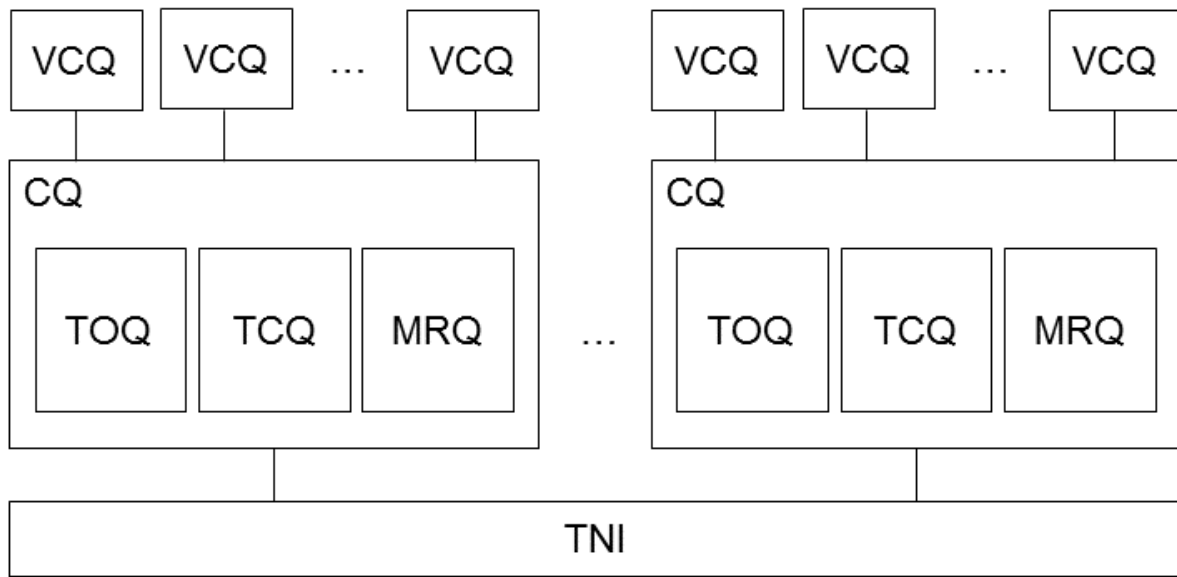 VCQ VCQ ... VCQ VCQ VCQ ... VCQ
CQ CQ
TOQ TCQ MRQ ... TOQ TCQ MRQ
TNI